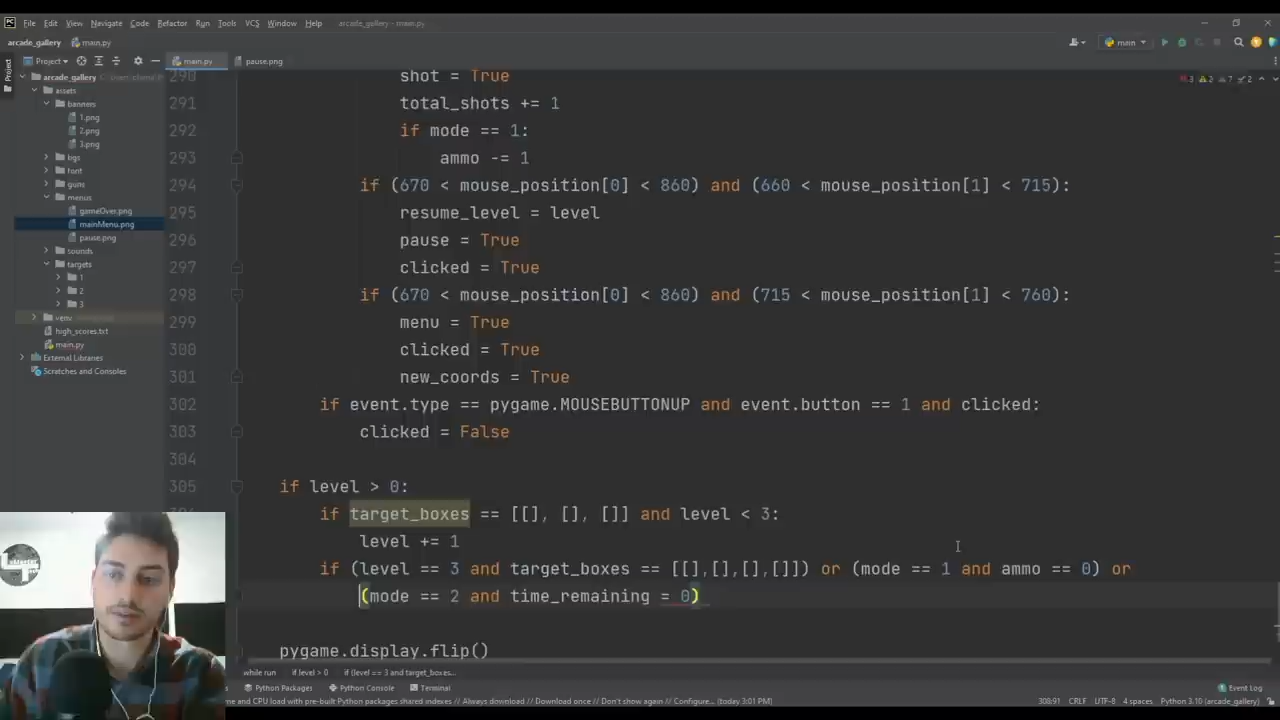 File Edit View Navigate Code Refactor Run Tools VCS Window Help arcade_gallery - main.py
arcade_gallery main.py
main
Project
main.py
pause.png
Project
arcade_gallery
assets
banners
1.png
2.png
3.png
bgs
font
guns
menus
gameOver.png
mainMenu.png
pause.png
sounds
targets
1
2
3
venv
high_scores.txt
main.py
External Libraries
Scratches and Consoles
3 2 7 2
290 shot = True
291 total_shots += 1
292 if mode == 1:
293 ammo -= 1
294 if (670 < mouse_position[0] < 860) and (660 < mouse_position[1] < 715):
295 resume_level = level
296 pause = True
297 clicked = True
298 if (670 < mouse_position[0] < 860) and (715 < mouse_position[1] < 760):
299 menu = True
300 clicked = True
301 new_coords = True
302 if event.type == pygame.MOUSEBUTTONUP and event.button == 1 and clicked:
303 clicked = False
304
305 if level > 0:
if target_boxes == [[], [], []] and level < 3:
level += 1
if (level == 3 and target_boxes == [[],[],[],[]]) or (mode == 1 and ammo == 0) or
(mode == 2 and time_remaining = 0)
pygame.display.flip()
while run if level > 0 if (level == 3 and target_boxes...
Python Packages Python Console Terminal Event Log
me and CPU load with pre-built Python packages shared indexes // Always download // Download once // Don't show again // Configure... (today 3:01 PM) 308:91 CRLF UTF-8 4 spaces Python 3.10 (arcade_gallery)